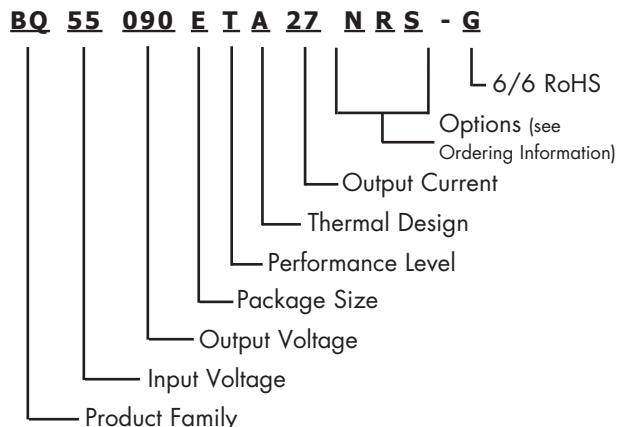 BQ 55 090 E T A 27 N R S - G
6/6 RoHS
Options (see
Ordering Information)
Output Current
Thermal Design
Performance Level
Package Size
Output Voltage
Input Voltage
Product Family